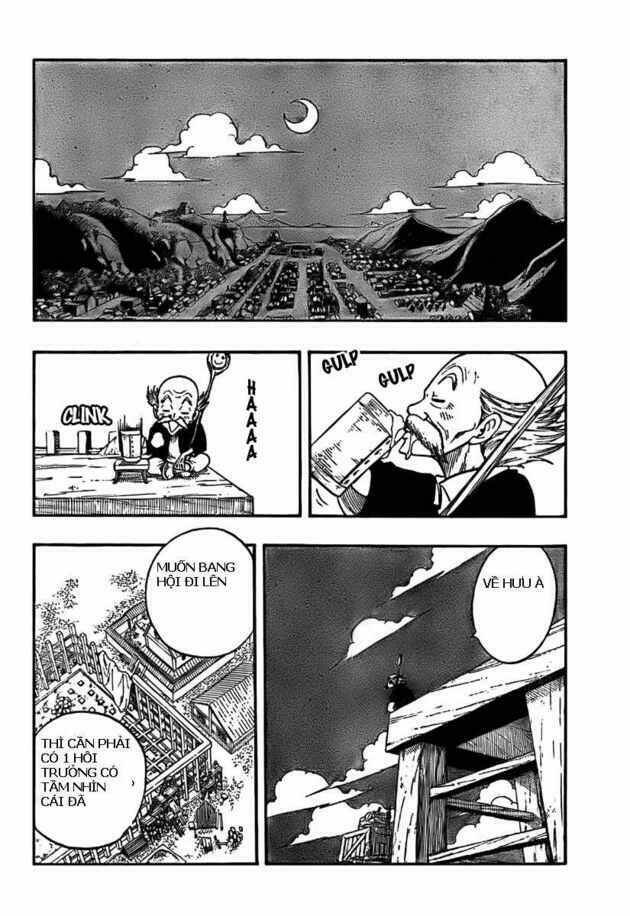 GULP
GULP
HAAAA
CLINK
VỀ HƯU À
MUỐN BANG
HỘI ĐI LÊN
THÌ CẦN PHẢI
CÓ 1 HỘI
TRƯỞNG CÓ
TẦM NHÌN
CÁI ĐÃ